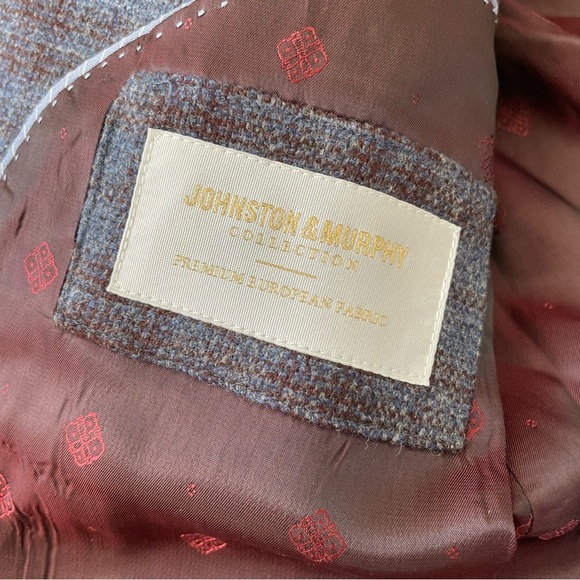 JOHNSTON & MURPHY
COLLECTION
PREMIUM EUROPEAN FABRIC